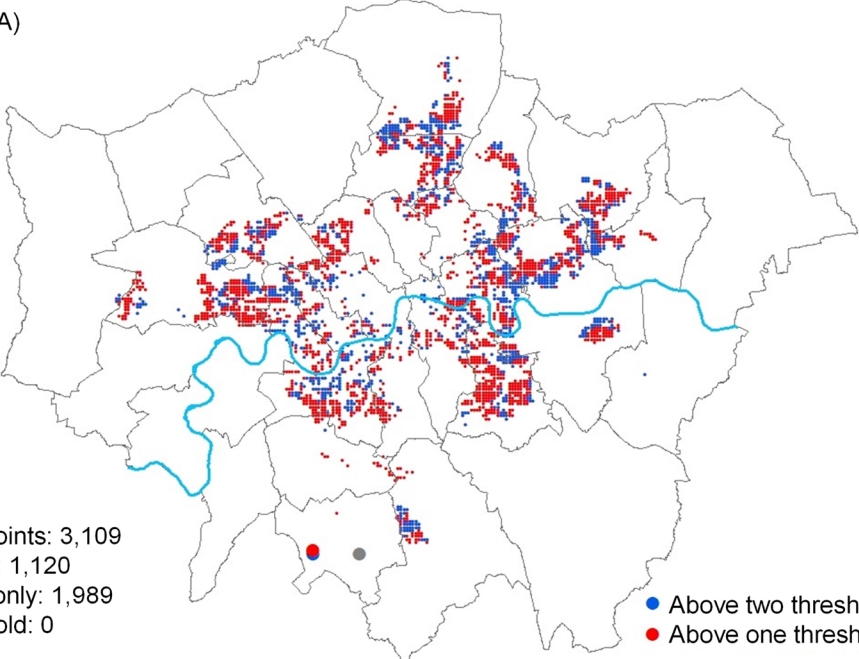 A)
oints: 3,109
: 1,120
only: 1,989
old: 0
Above two thresh
Above one thresh